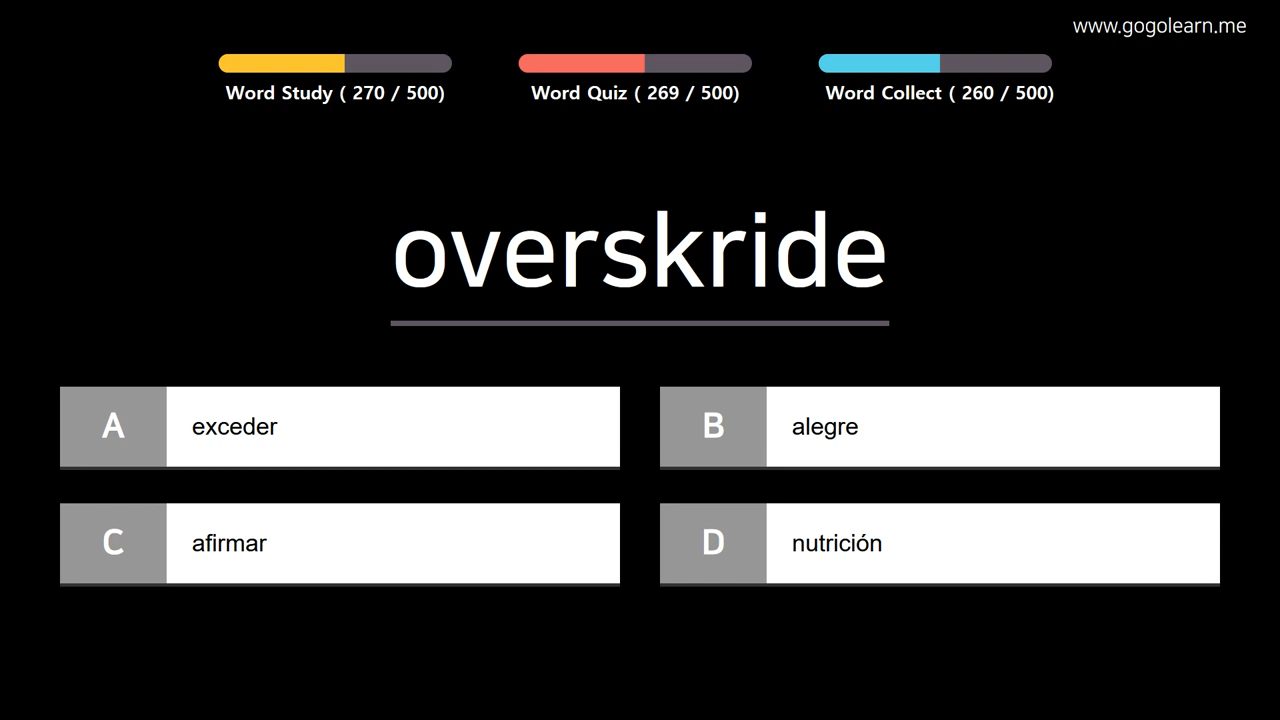 www.gogolearn.me
Word Study ( 270 / 500)
Word Quiz ( 269 / 500)
Word Collect ( 260 / 500)
overskride
A
exceder
B
alegre
C
afirmar
D
nutrición